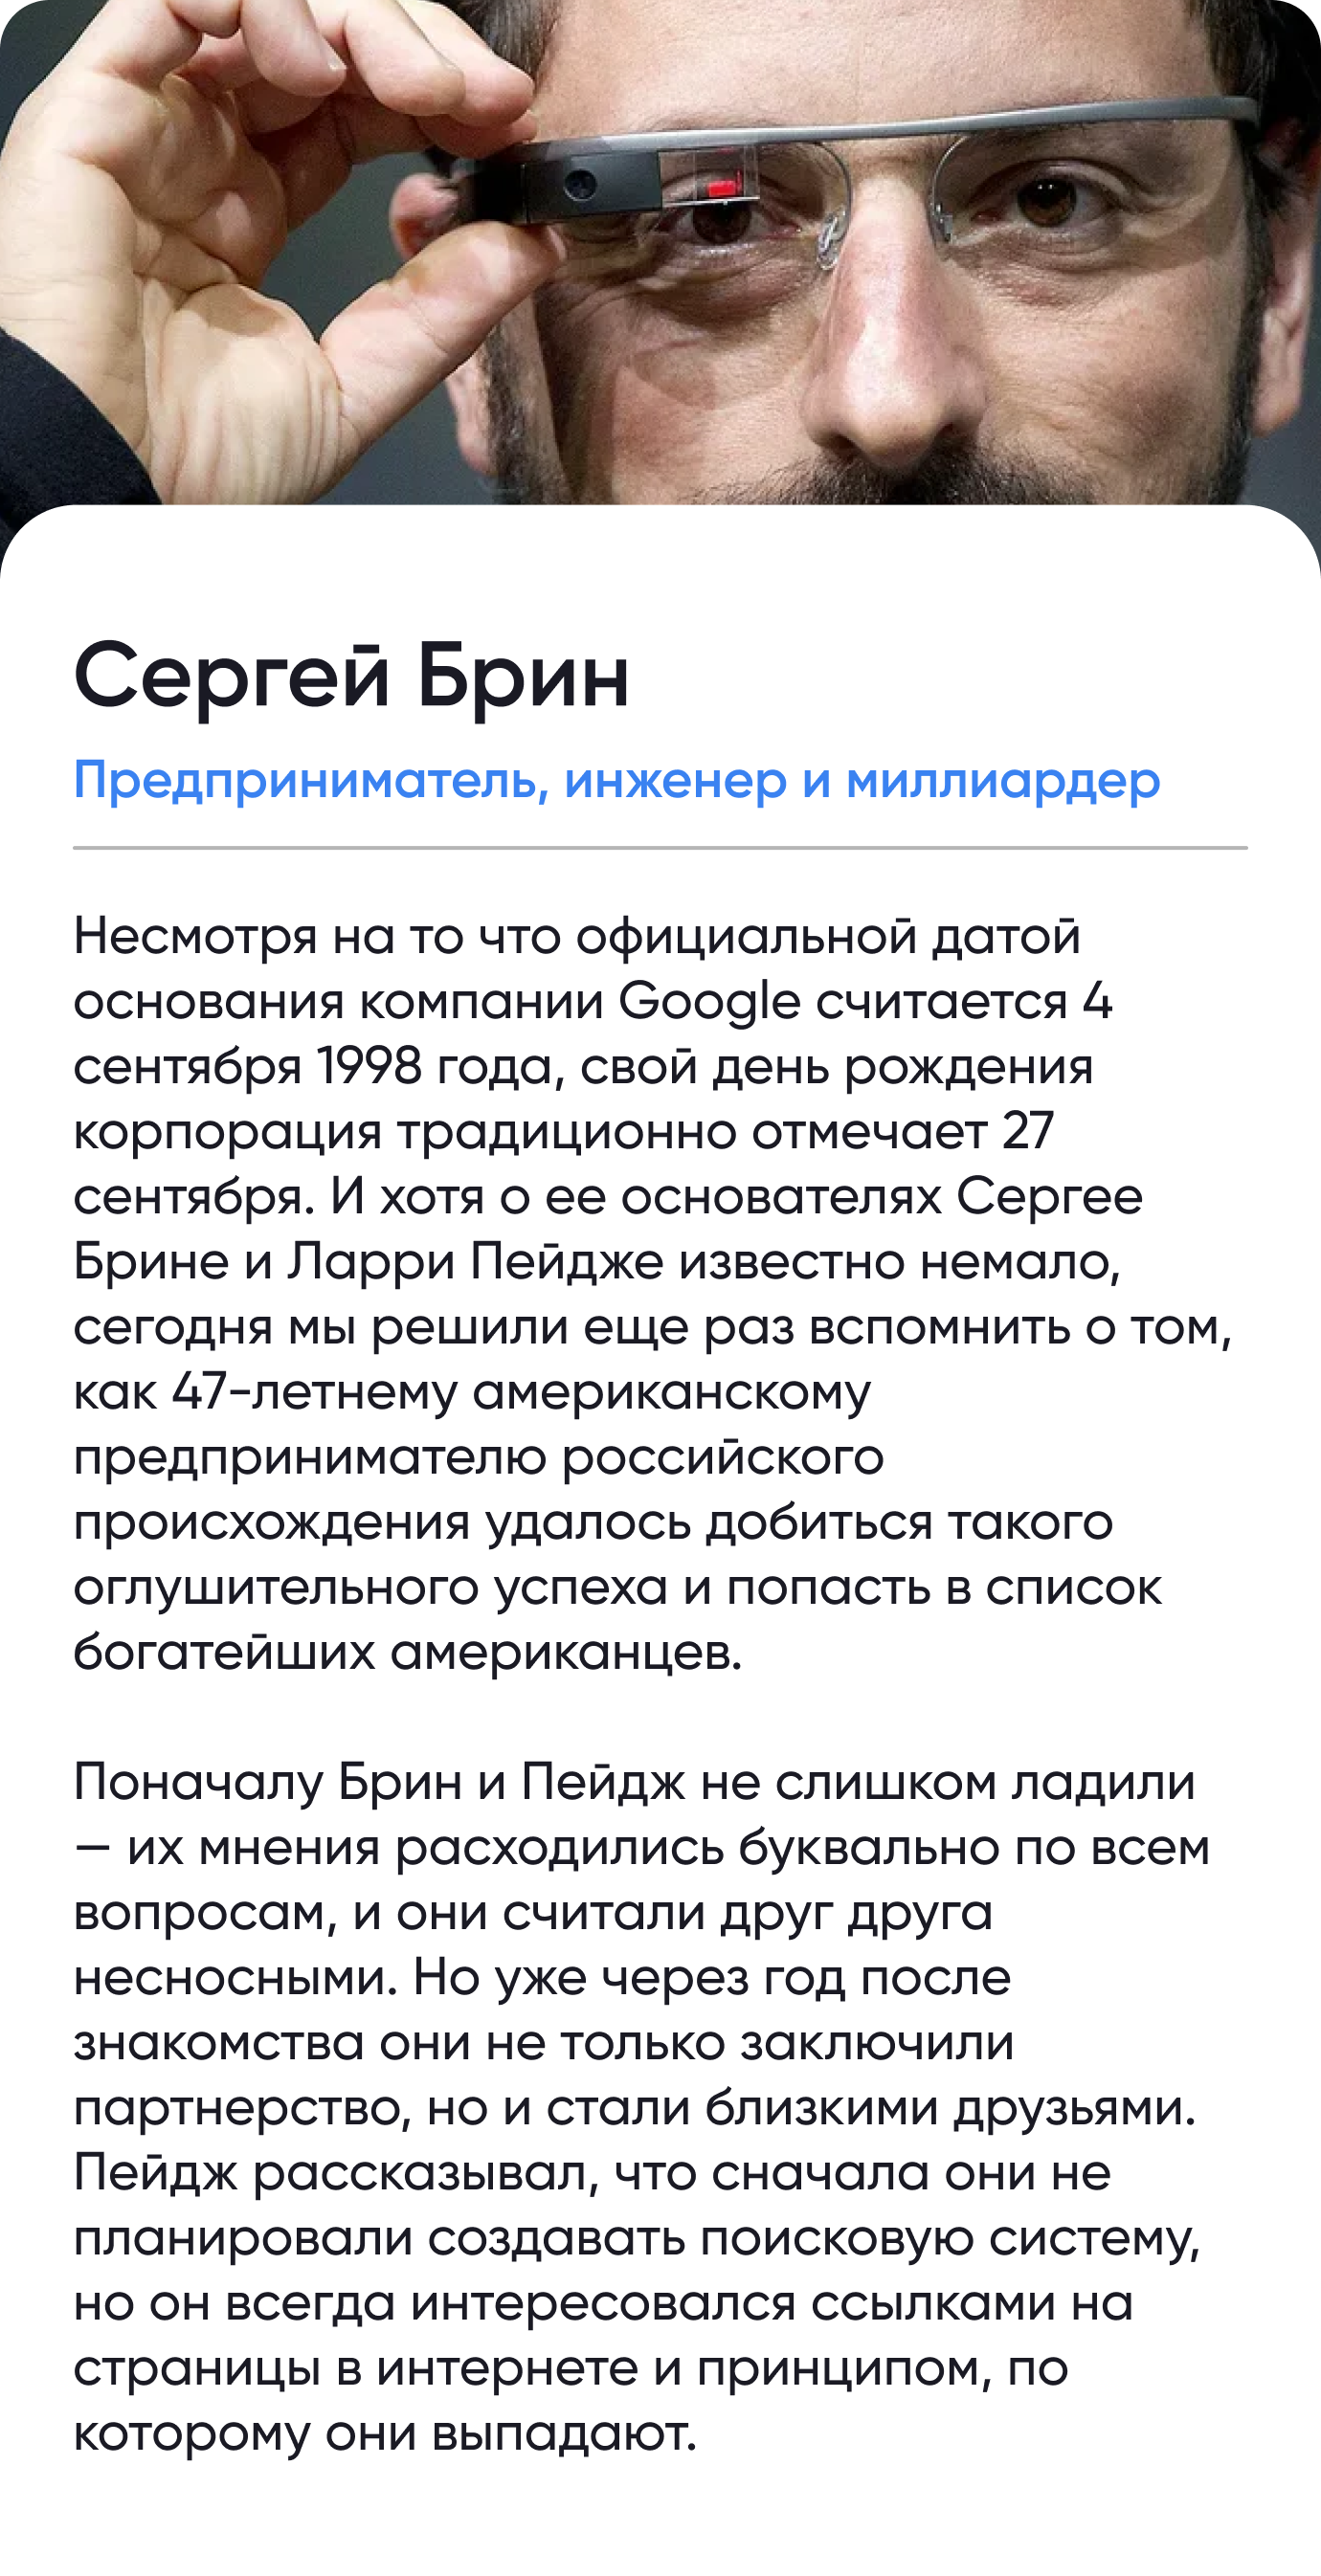 Сергей Брин
Предприниматель, инженер и миллиардер
Несмотря на то что официальной датой
основания компании Google считается 4
сентября 1998 года, свой день рождения
корпорация традиционно отмечает 27
сентября. И хотя о ее основателях Сергее
Брине и Ларри Пейдже известно немало,
сегодня мы решили еще раз вспомнить о том,
как 47-летнему американскому
предпринимателю российского
происхождения удалось добиться такого
оглушительного успеха и попасть в список
богатейших американцев.
Поначалу Брин и Пейдж не слишком ладили
— их мнения расходились буквально по всем
вопросам, и они считали друг друга
несносными. Но уже через год после
знакомства они не только заключили
партнерство, но и стали близкими друзьями.
Пейдж рассказывал, что сначала они не
планировали создавать поисковую систему,
но он всегда интересовался ссылками на
страницы в интернете и принципом, по
которому они выпадают.